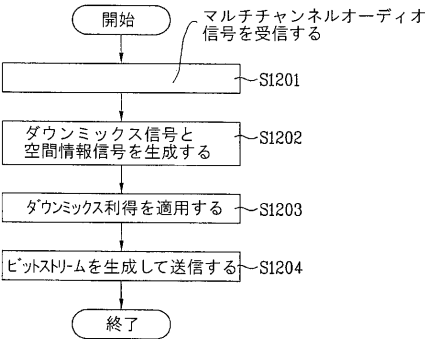 開始
マルチチャンネルオーディオ
信号を受信する
S1201
ダウンミックス信号と
空間情報信号を生成する
S1202
ダウンミックス利得を適用する
S1203
ビットストリームを生成して送信する
S1204
終了